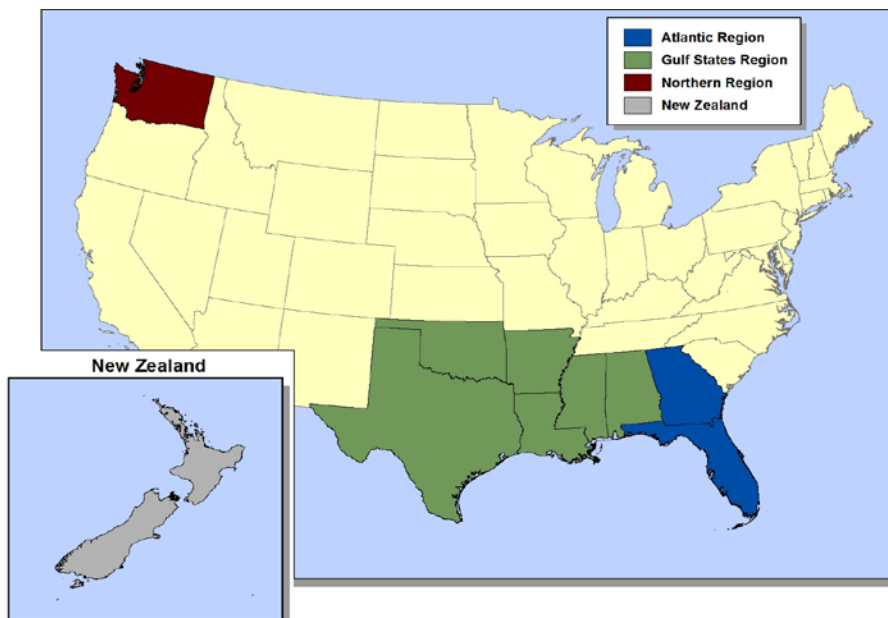 Atlantic Region
Gulf States Region
Northern Region
New Zealand
New Zealand